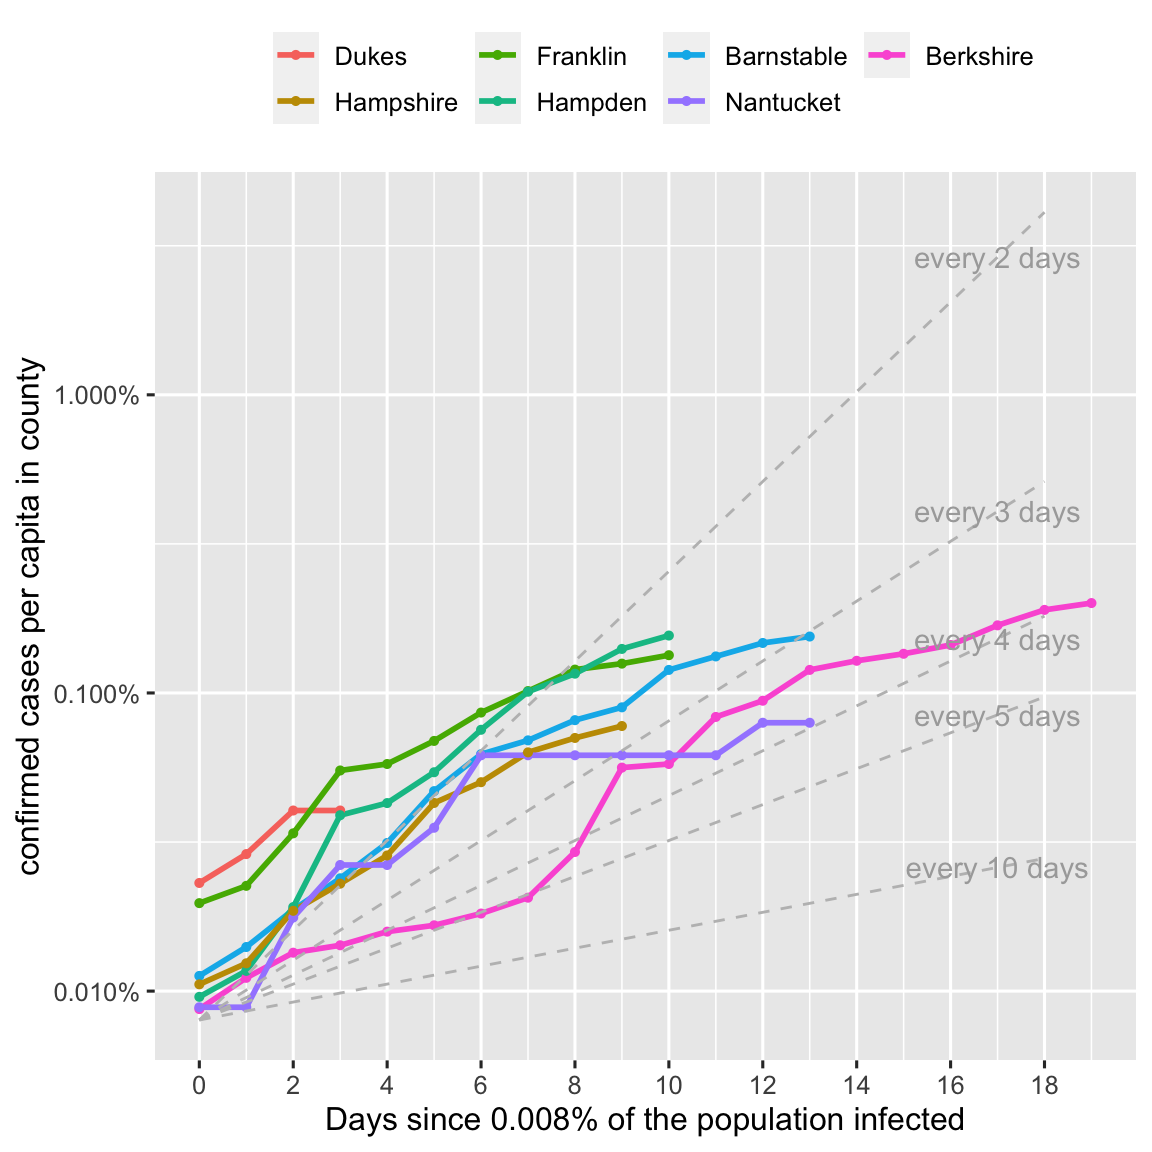 Dukes Franklin Barnstable Berkshire
Hampshire Hampden Nantucket
every 2 days
1.000%
every 3 days
every 4 days
0.100%
every 5 days
every 10 days
0.010%
confirmed cases per capita in county
0 2 4 6 8 10 12 14 16 18
Days since 0.008% of the population infected